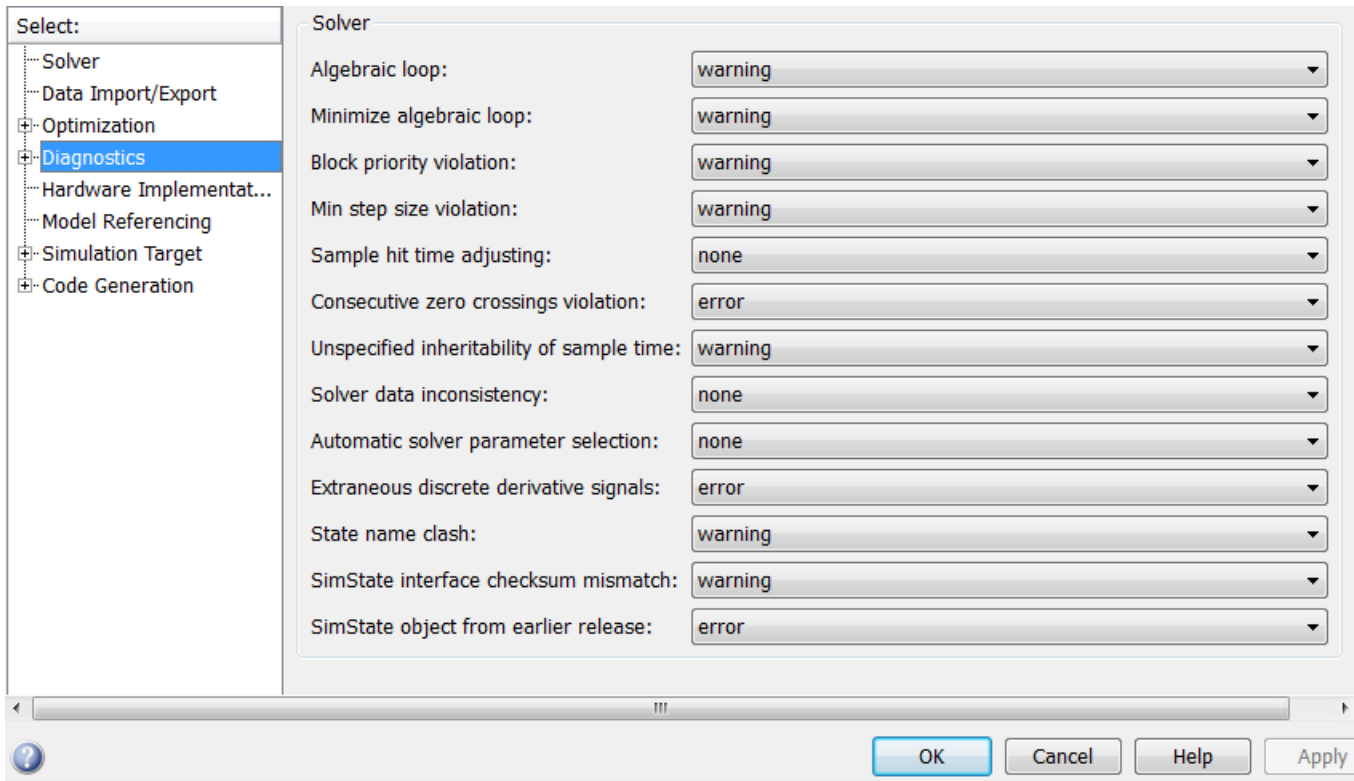 Select:
Solver
Data Import/Export
Optimization
Diagnostics
Hardware Implementat...
Model Referencing
Simulation Target
Code Generation
Solver
Algebraic loop: warning
Minimize algebraic loop: warning
Block priority violation: warning
Min step size violation: warning
Sample hit time adjusting: none
Consecutive zero crossings violation: error
Unspecified inheritability of sample time: warning
Solver data inconsistency: none
Automatic solver parameter selection: none
Extraneous discrete derivative signals: error
State name clash: warning
SimState interface checksum mismatch: warning
SimState object from earlier release: error
OK Cancel Help Apply